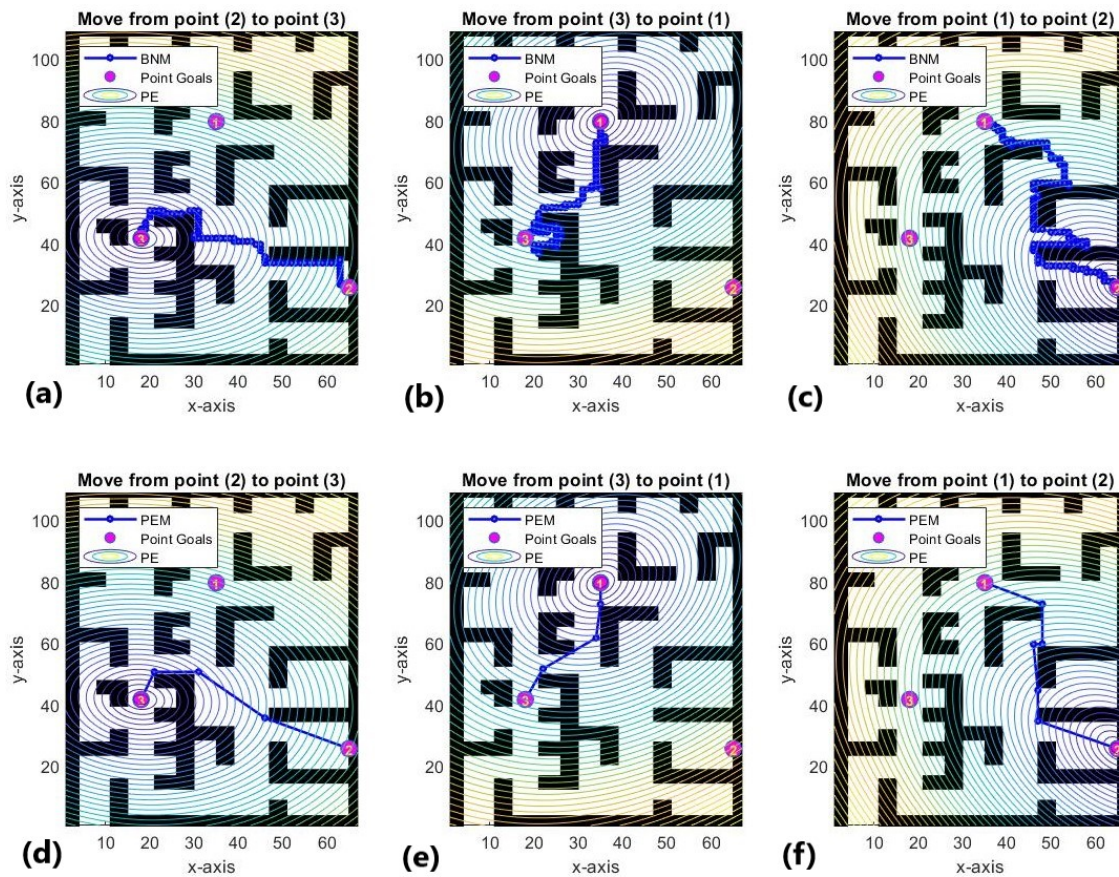 Move from point (2) to point (3)
BNM
Point Goals
PE
1
3
2
100
80
60
40
20
y-axis
10 20 30 40 50 60
x-axis
(a)
Move from point (3) to point (1)
BNM
Point Goals
PE
1
3
2
100
80
60
40
20
y-axis
10 20 30 40 50 60
x-axis
(b)
Move from point (1) to point (2)
BNM
Point Goals
PE
1
3
2
100
80
60
40
20
y-axis
10 20 30 40 50 60
x-axis
(c)
Move from point (2) to point (3)
PEM
Point Goals
PE
1
3
2
100
80
60
40
20
y-axis
10 20 30 40 50 60
x-axis
(d)
Move from point (3) to point (1)
PEM
Point Goals
PE
1
3
2
100
80
60
40
20
y-axis
10 20 30 40 50 60
x-axis
(e)
Move from point (1) to point (2)
PEM
Point Goals
PE
1
3
2
100
80
60
40
20
y-axis
10 20 30 40 50 60
x-axis
(f)